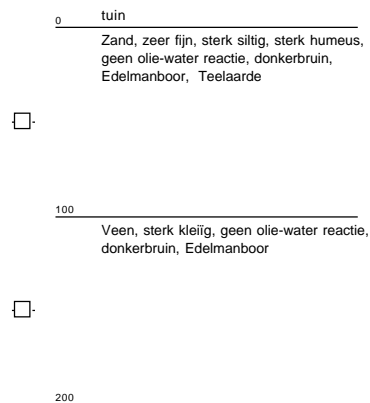 0 tuin
Zand, zeer fijn, sterk siltig, sterk humeus,
geen olie-water reactie, donkerbruin,
Edelmanboor, Teelaarde
100
Veen, sterk kleiïg, geen olie-water reactie,
donkerbruin, Edelmanboor
200